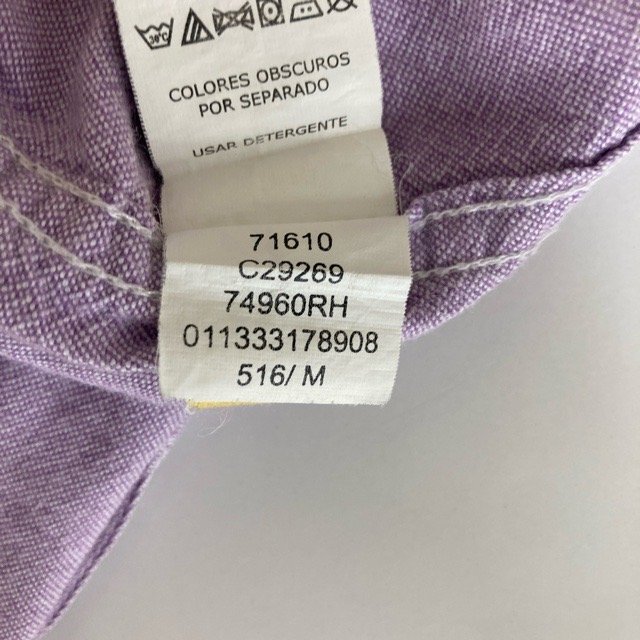 COLORES OBSCUROS
POR SEPARADO
USAR DETERGENTE
71610
C29269
74960RH
011333178908
516/ M